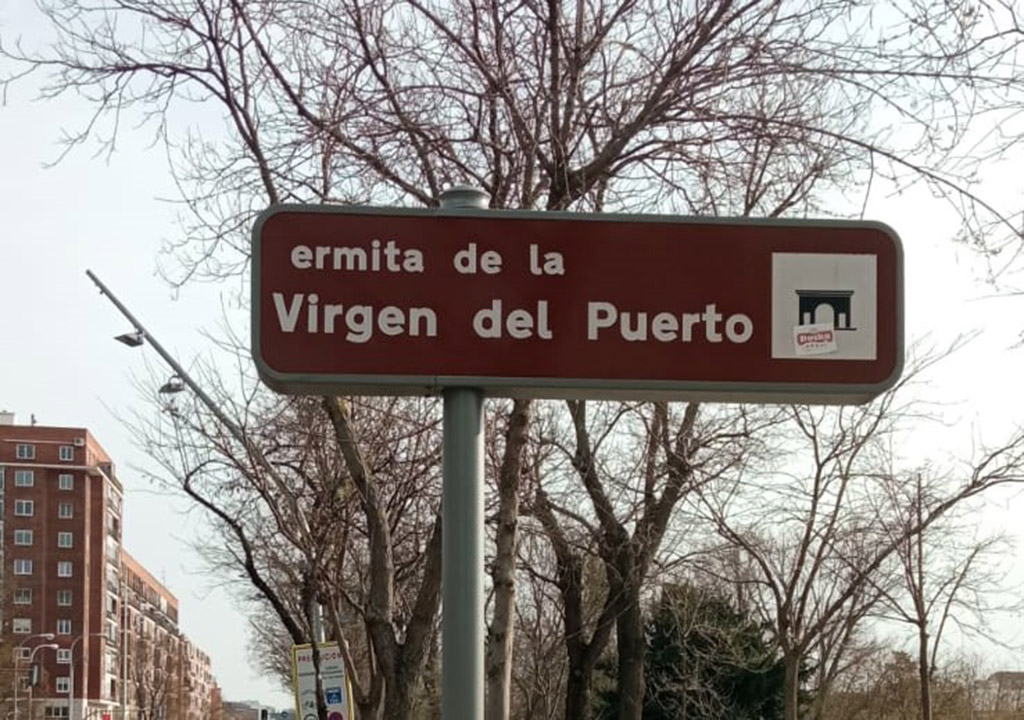 ermita de la
Virgen del Puerto